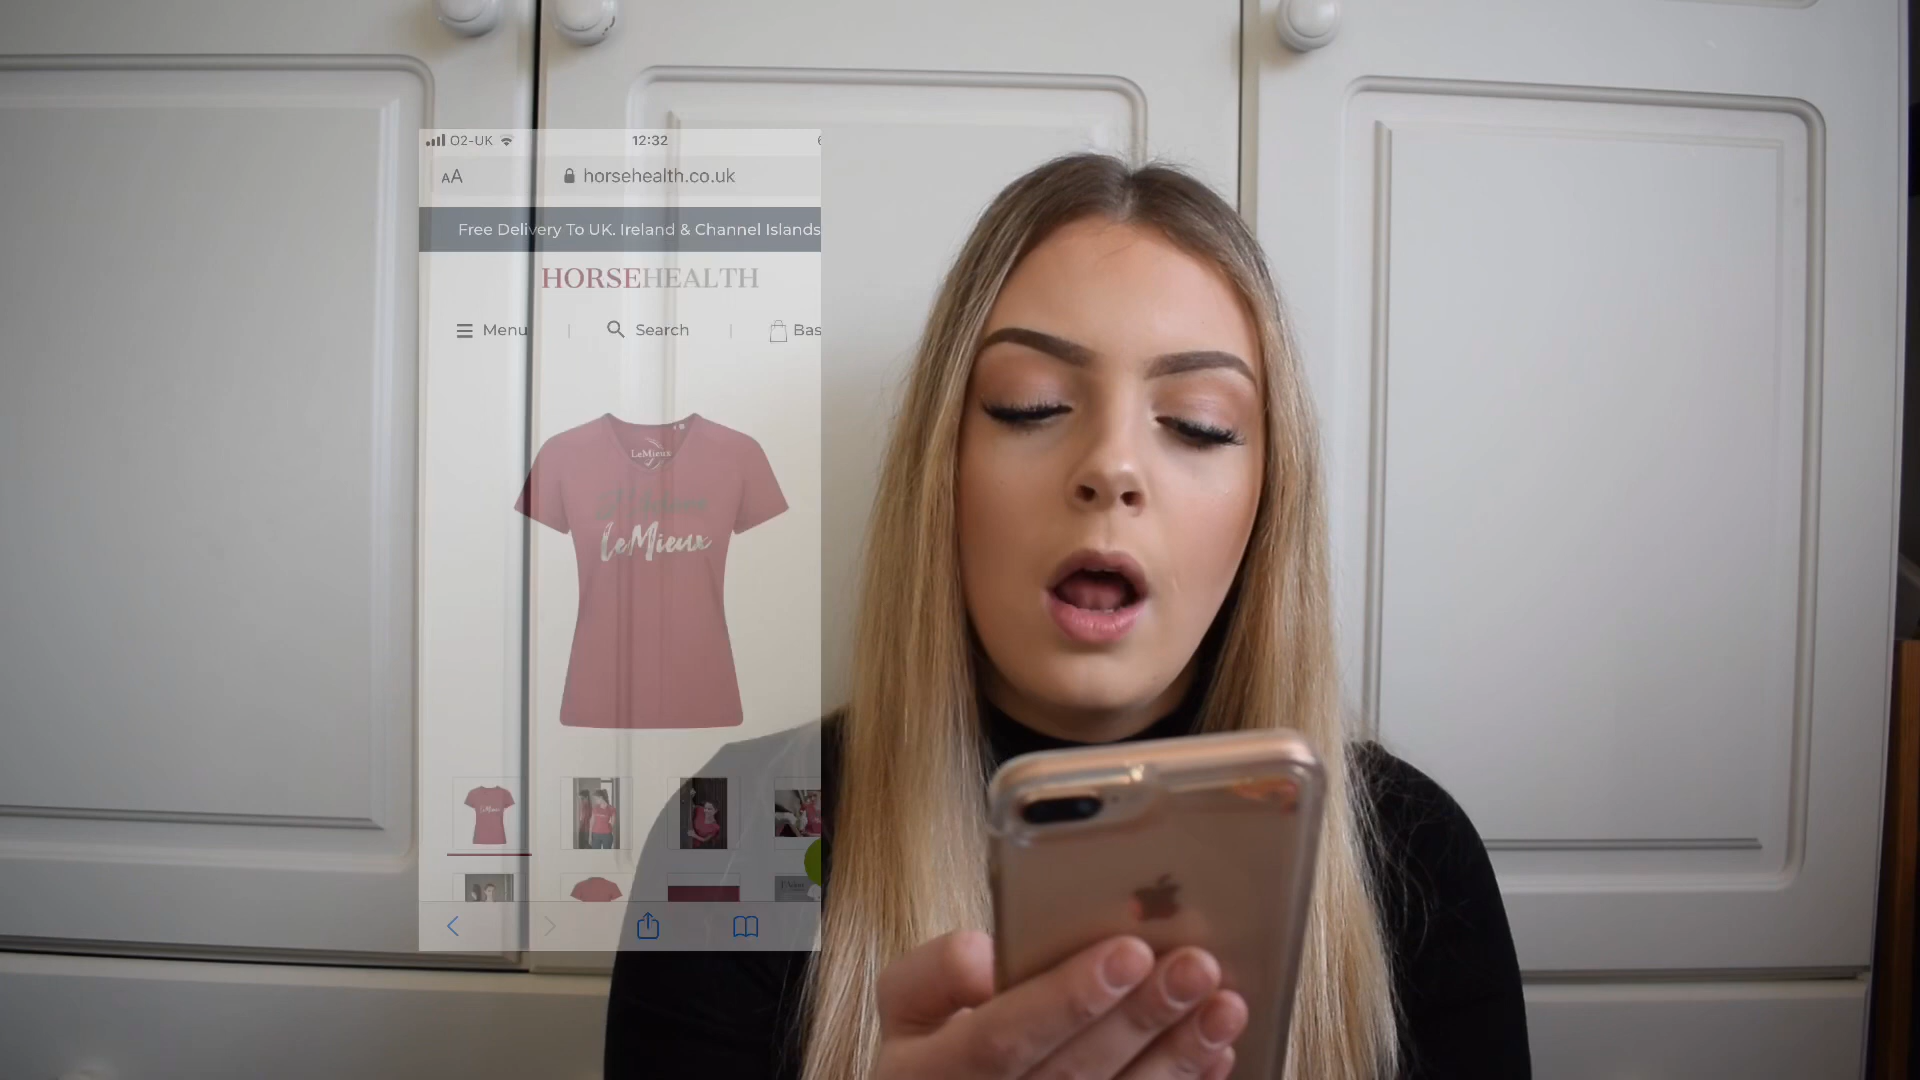 O2-UK 12:32
AA horsehealth.co.uk
Free Delivery To UK. Ireland & Channel Islands
HORSEHEALTH
Menu | Search | Bas
LeMieux
LeMieux